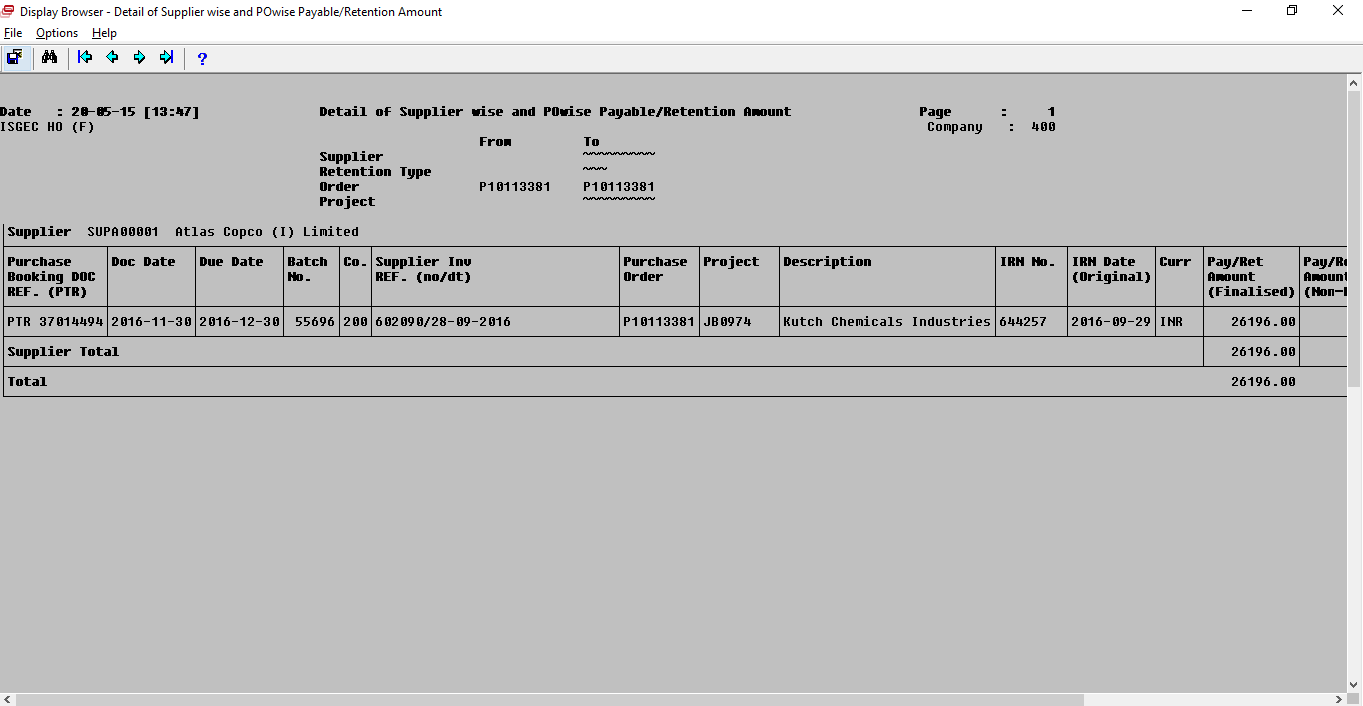 Display Browser - Detail of Supplier wise and POwise Payable/Retention Amount
File Options Help
?
Date : 20-05-15 [13:47] Detail of Supplier wise and POwise Payable/Retention Amount Page : 1
ISGEC HO (F) Company : 400
From To
Supplier ~~~~~~~~~
Retention Type ~~~
Order P10113381 P10113381
Project ~~~~~~~~~
Supplier SUPA00001 Atlas Copco (I) Limited
Purchase Doc Date Due Date Batch Co. Supplier Inv Purchase Project Description IRN No. IRN Date Curr Pay/Ret
Booking DOC No. REF. (no/dt) Order (Original) Amount
REF. (PTR) (Finalised)
PTR 37014494 2016-11-30 2016-12-30 55696 200 602090/28-09-2016 P10113381 JB0974 Kutch Chemicals Industries 644257 2016-09-29 INR 26196.00
Supplier Total 26196.00
Total 26196.00